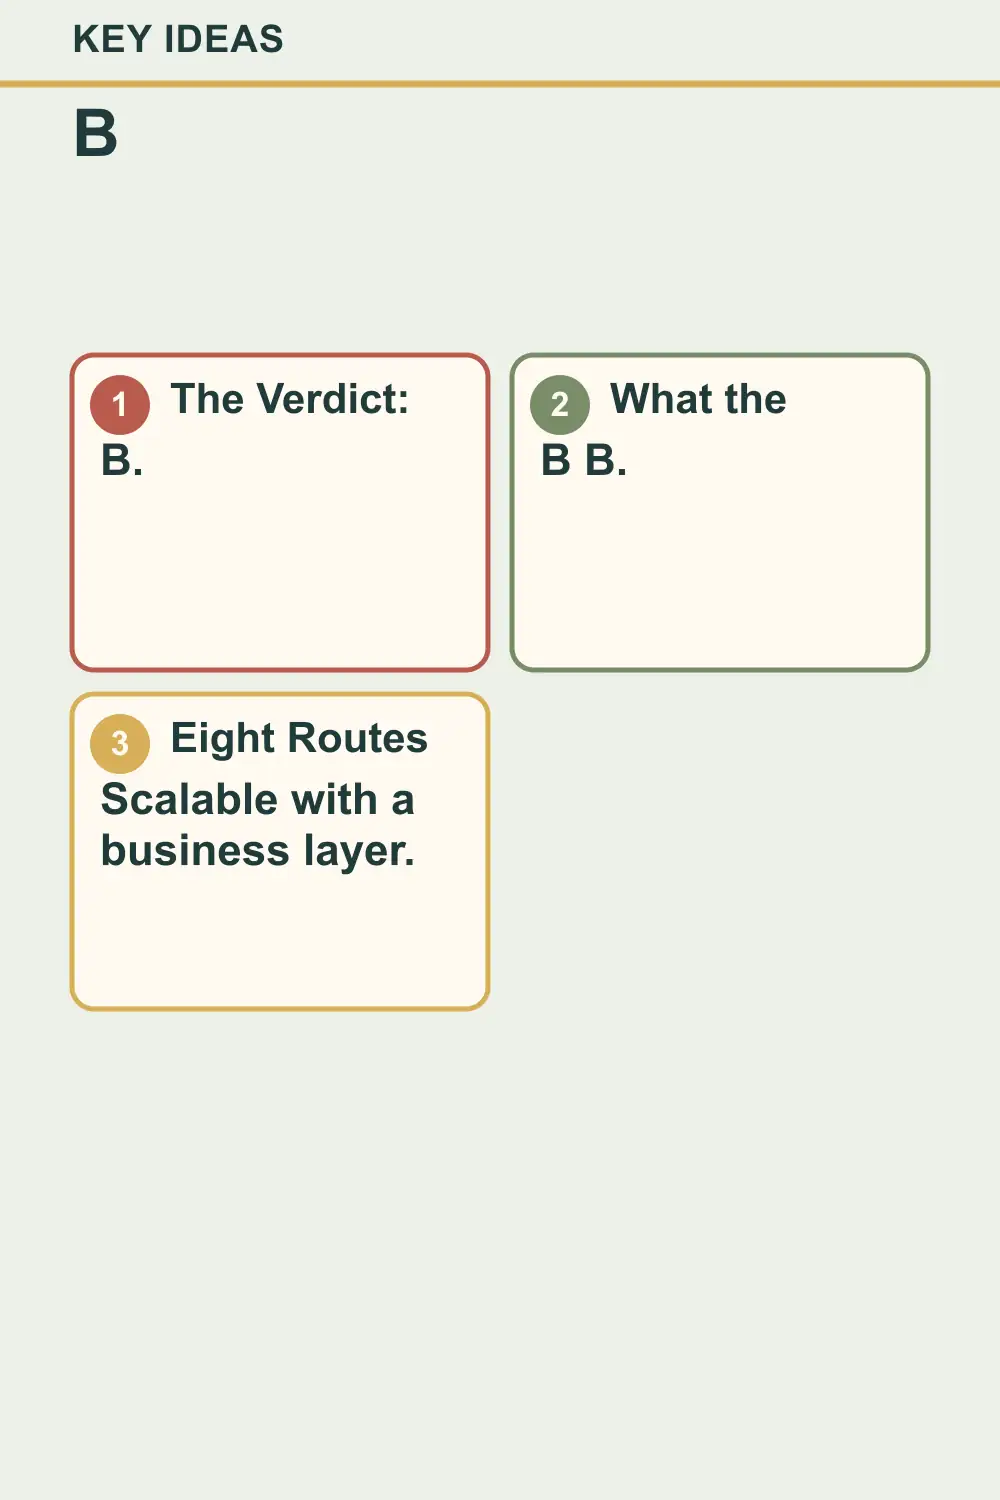 KEY IDEAS
B
1
The Verdict:
B.
2
What the
B B.
3
Eight Routes
Scalable with a
business layer.